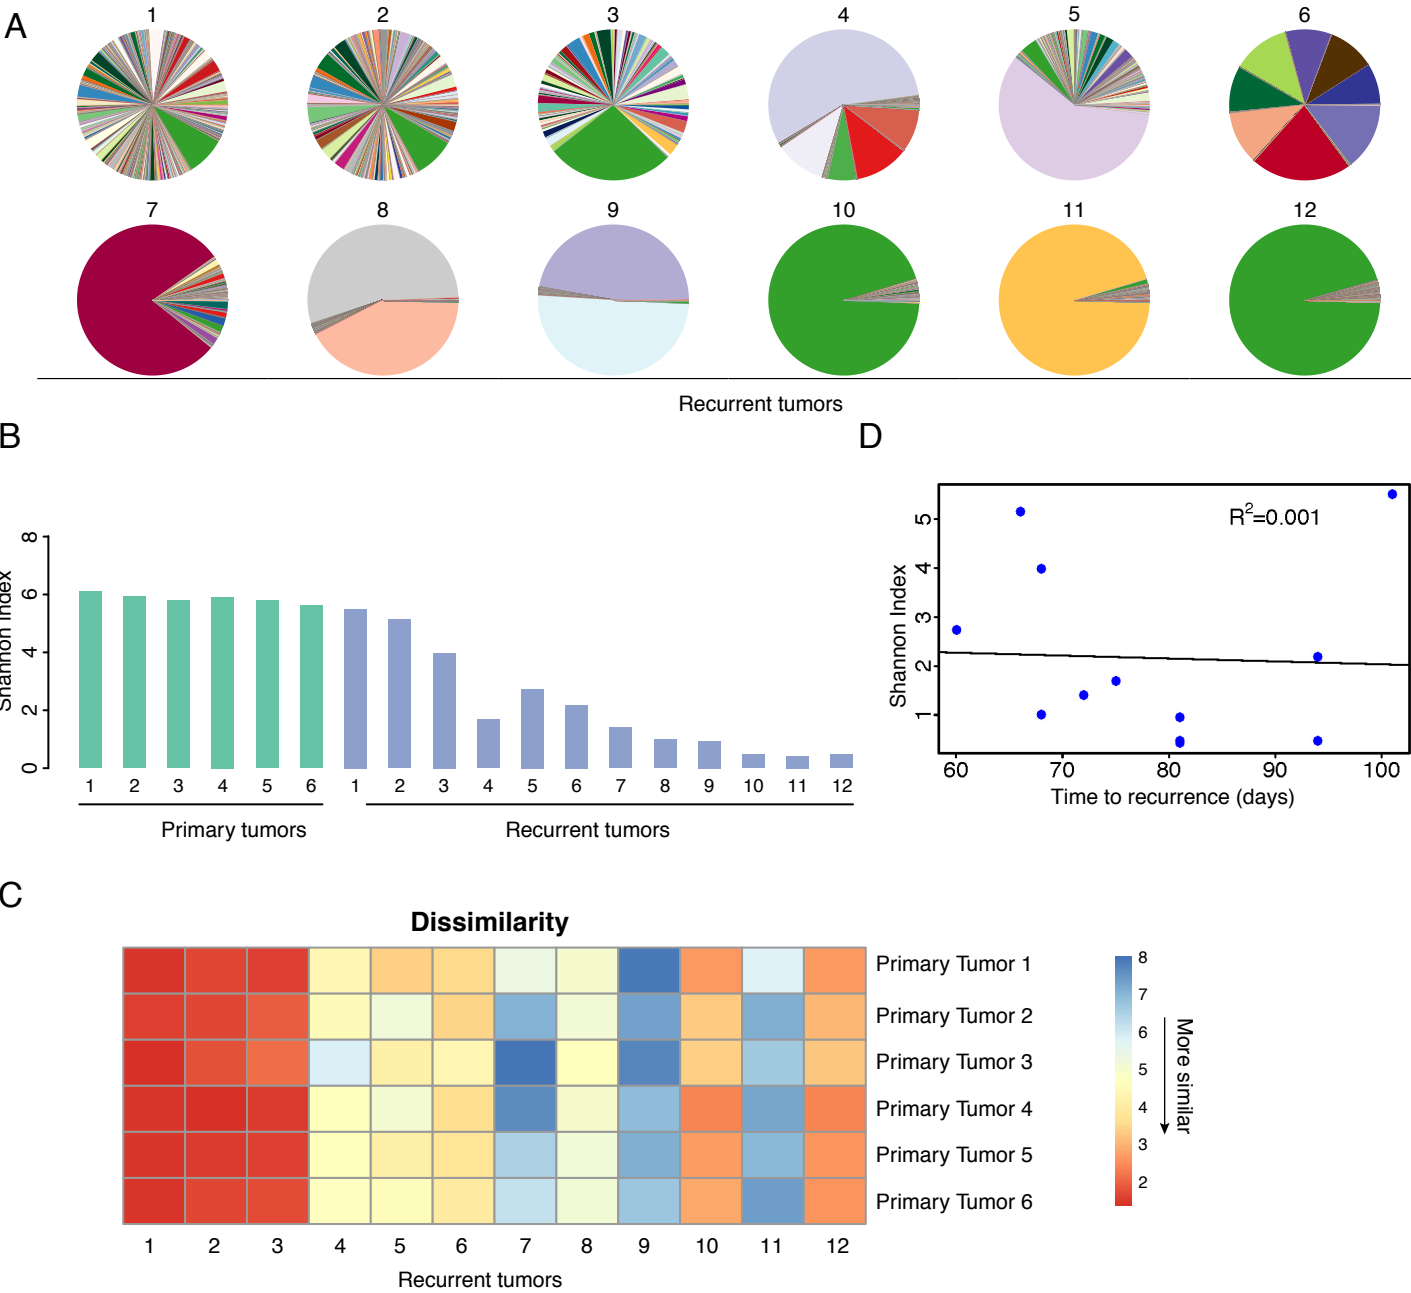 A
1 2 3 4 5 6
7 8 9 10 11 12
Recurrent tumors
B
Shannon Index
8
6
4
2
0
1 2 3 4 5 6 1 2 3 4 5 6 7 8 9 10 11 12
Primary tumors Recurrent tumors
D
R2=0.001
Shannon Index
5
4
3
2
1
60 70 80 90 100
Time to recurrence (days)
C
Dissimilarity
Primary Tumor 1
Primary Tumor 2
Primary Tumor 3
Primary Tumor 4
Primary Tumor 5
Primary Tumor 6
1 2 3 4 5 6 7 8 9 10 11 12
Recurrent tumors
8
7
6
5
4
3
2
More similar